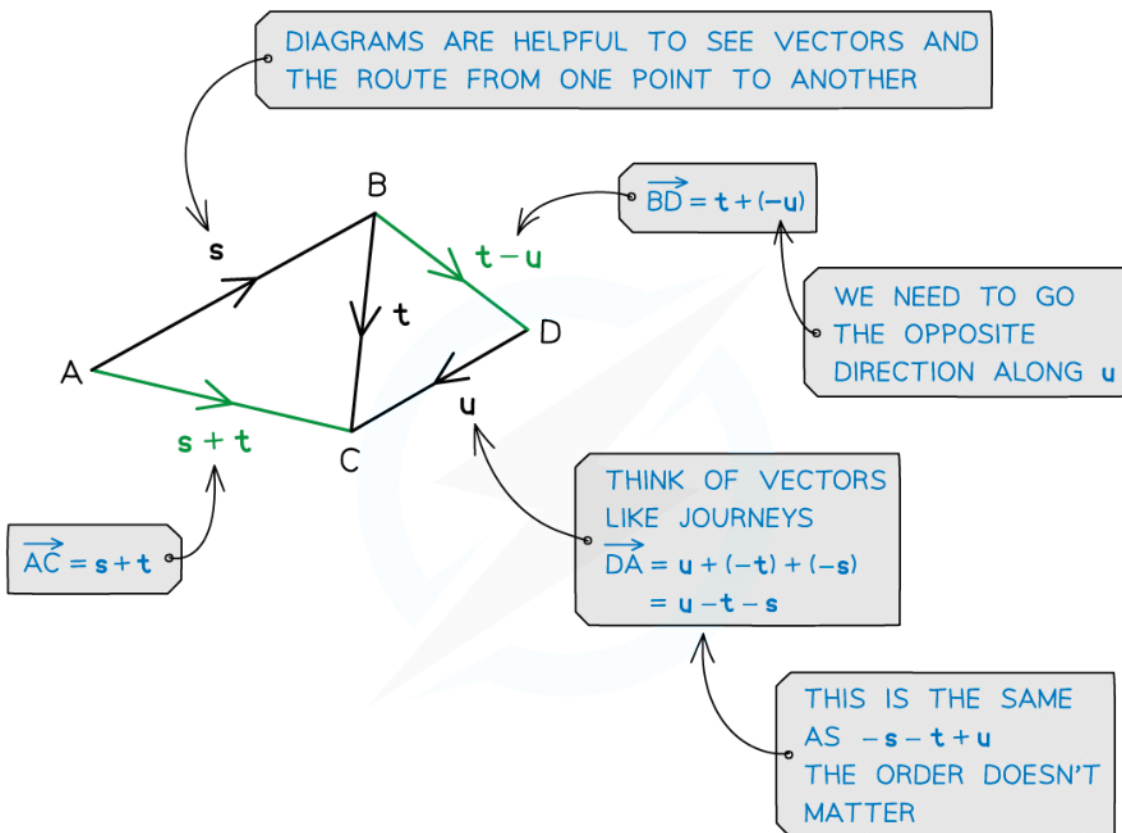 DIAGRAMS ARE HELPFUL TO SEE VECTORS AND
THE ROUTE FROM ONE POINT TO ANOTHER
B
BD = t + (-u)
s
t - u
WE NEED TO GO
THE OPPOSITE
DIRECTION ALONG u
t
D
A
u
s + t
C
THINK OF VECTORS
LIKE JOURNEYS
DA = u + (-t) + (-s)
= u - t - s
AC = s + t
THIS IS THE SAME
AS -s - t + u
THE ORDER DOESN'T
MATTER